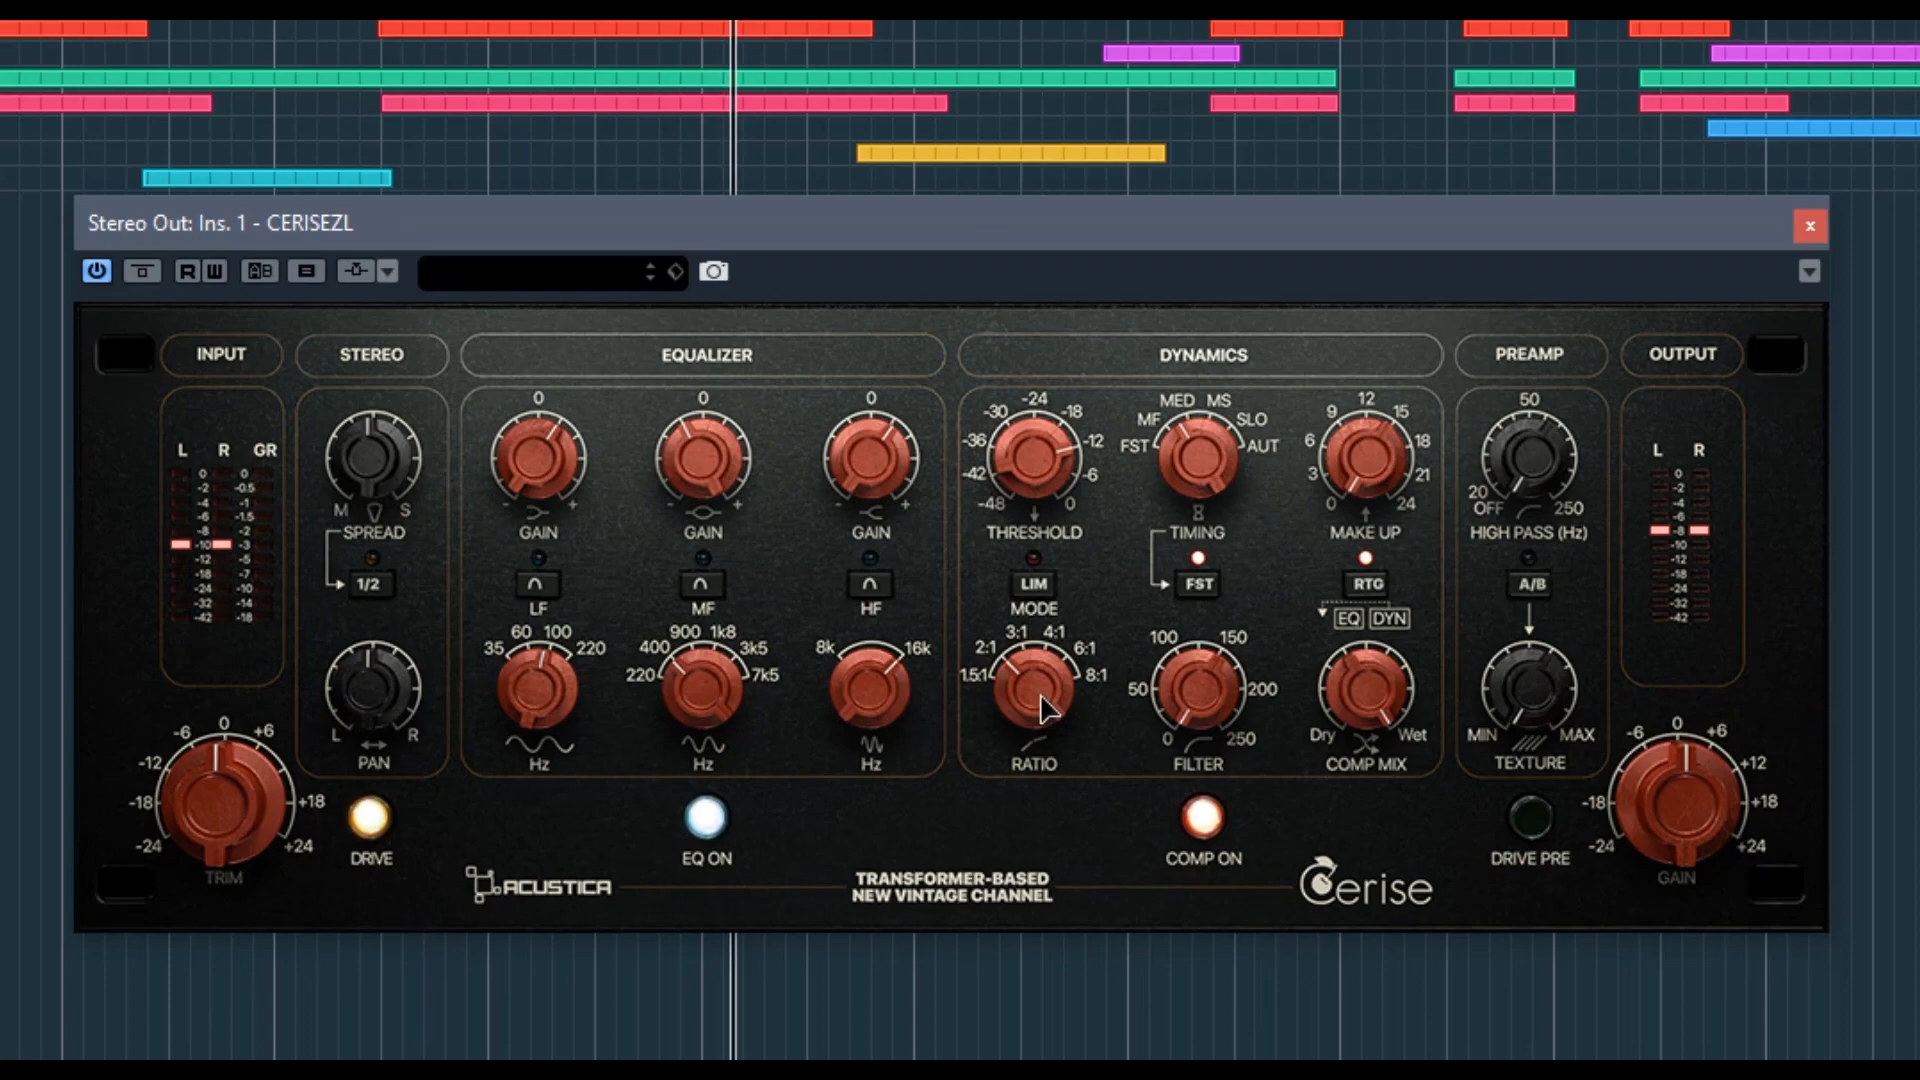 Stereo Out: Ins. 1 - CERISEZL
x
R W AB
INPUT STEREO EQUALIZER DYNAMICS PREAMP OUTPUT
L R GR
0 0
-2 -0.5
-4 -1
-6 -1.5
-8 -2
-10 -3
-12 -5
-18 -7
-24 -10
-32 -14
-42 -18
M S
SPREAD
1/2
L R
PAN
0
- +
GAIN
LF
35 60 100 220
Hz
0
- +
GAIN
MF
220 400 900 1k8 3k5 7k5
Hz
0
- +
GAIN
HF
8k 16k
Hz
-48 -42 -36 -30 -24 -18 -12 -6 0
THRESHOLD
LIM
MODE
1.5:1 2:1 3:1 4:1 6:1 8:1
RATIO
FST MF MED MS SLO AUT
TIMING
FST
0 50 100 150 200 250
FILTER
0 3 6 9 12 15 18 21 24
MAKE UP
RTG
EQ DYN
Dry Wet
COMP MIX
50
20
OFF 250
HIGH PASS (Hz)
A/B
MIN MAX
TEXTURE
L R
0
-2
-4
-6
-8
-10
-12
-18
-24
-32
-42
-24 -18 -12 -6 0 +6 +18 +24
TRIM
DRIVE
EQ ON
COMP ON
DRIVE PRE
-24 -18 -6 0 +6 +12 +18 +24
GAIN
ACUSTICA
TRANSFORMER-BASED
NEW VINTAGE CHANNEL
Cerise